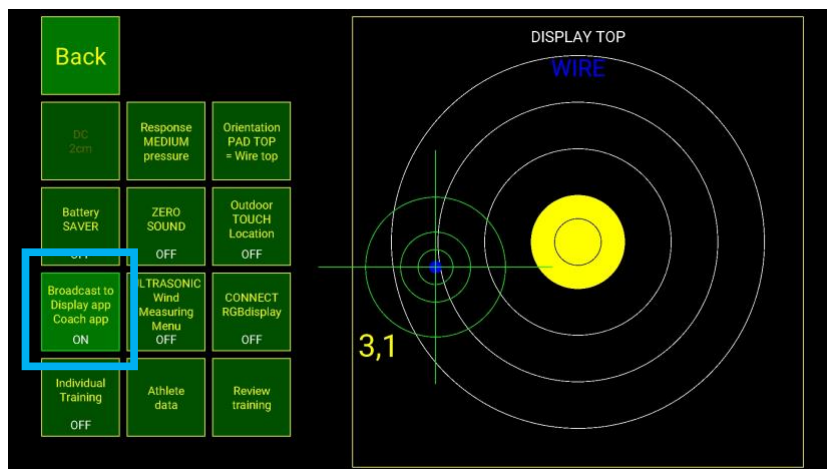 Back
DISPLAY TOP
WIRE
DC
2cm
Response
MEDIUM
pressure
Orientation
PAD TOP
= Wire top
Battery
SAVER
OFF
ZERO
SOUND
OFF
Outdoor
TOUCH
Location
OFF
Broadcast to
Display app
Coach app
ON
ULTRASONIC
Wind
Measuring
Menu
OFF
CONNECT
RGBdisplay
OFF
3,1
Individual
Training
OFF
Athlete
data
Review
training